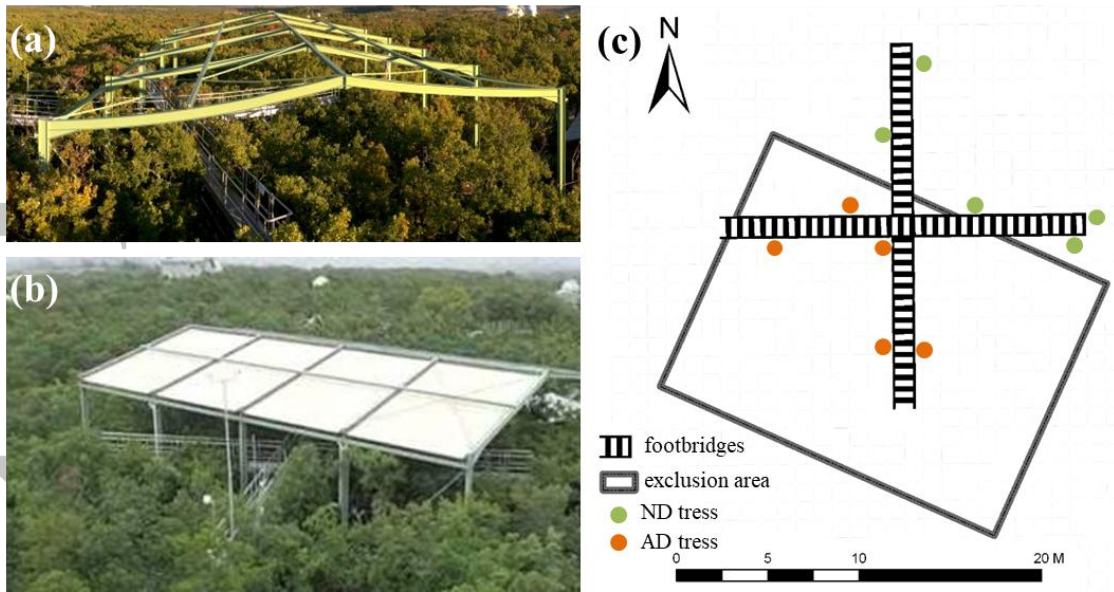 (a)
(b)
(c)
N
footbridges
exclusion area
ND tress
AD tress
0 5 10 20 M